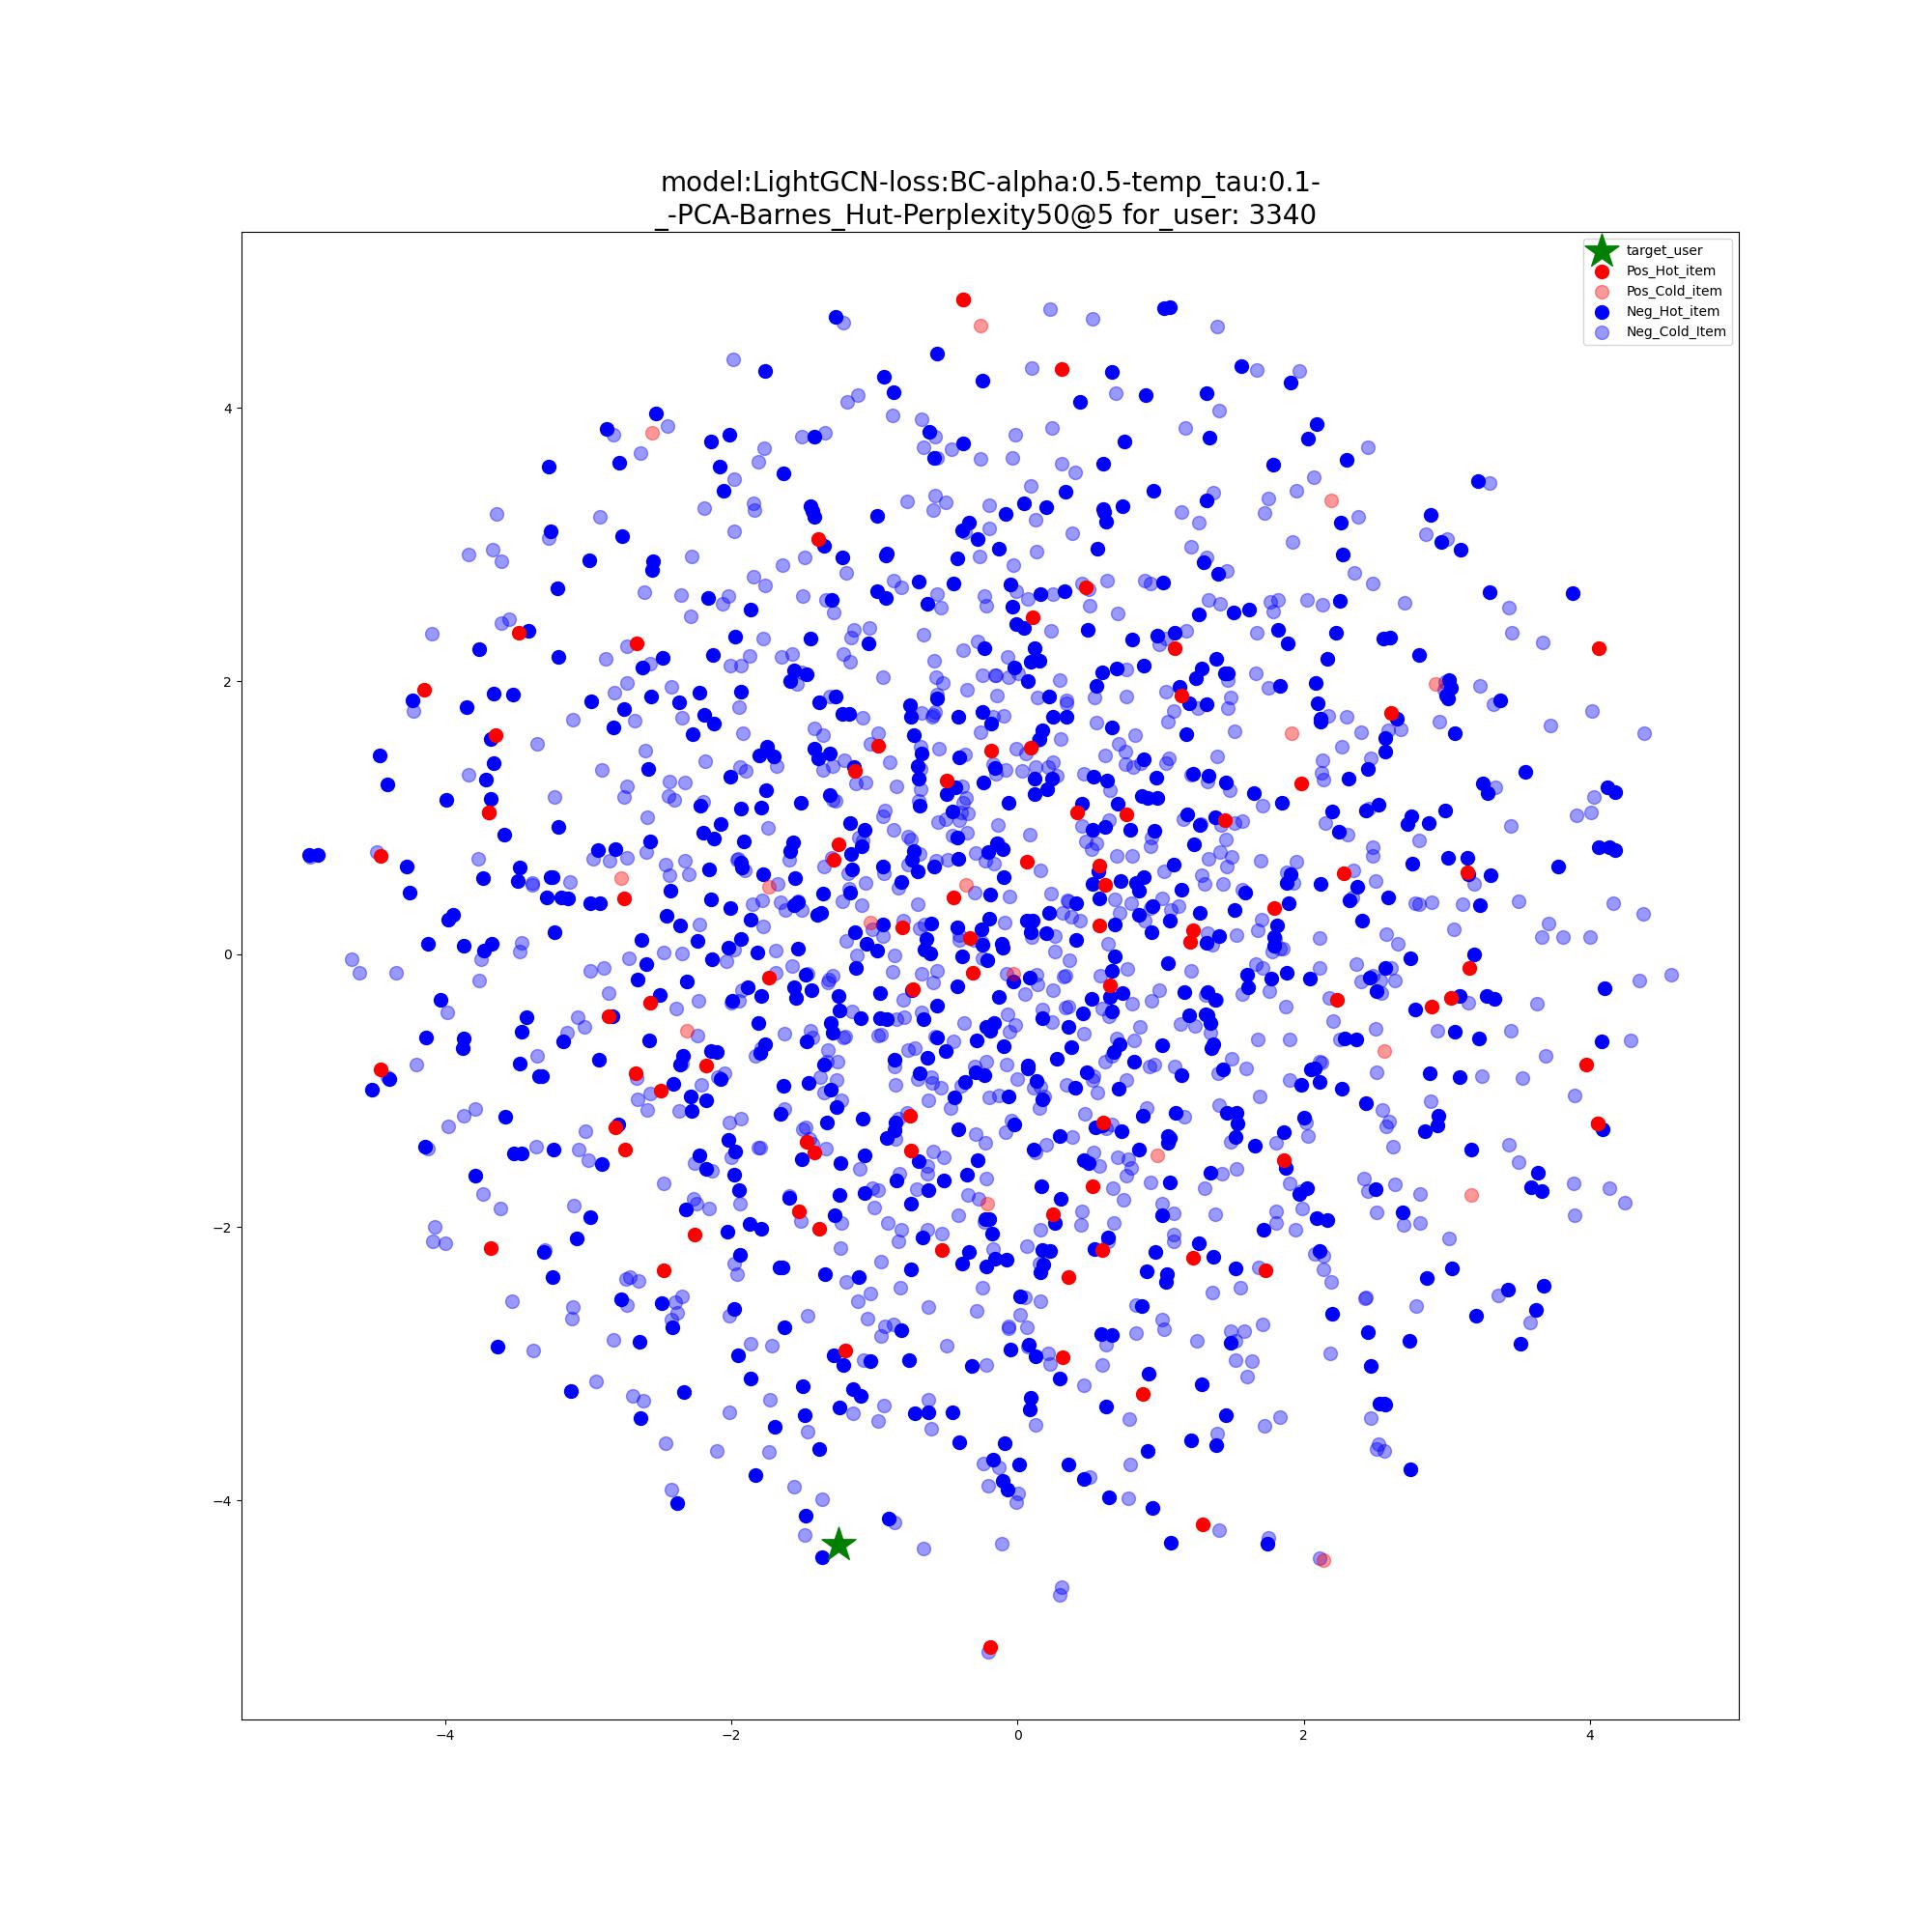 model:LightGCN-loss:BC-alpha:0.5-temp_tau:0.1-
_-PCA-Barnes_Hut-Perplexity50@5 for_user: 3340
target_user
Pos_Hot_item
Pos_Cold_item
Neg_Hot_item
Neg_Cold_Item
4
2
0
−2
−4
−4
−2
0
2
4